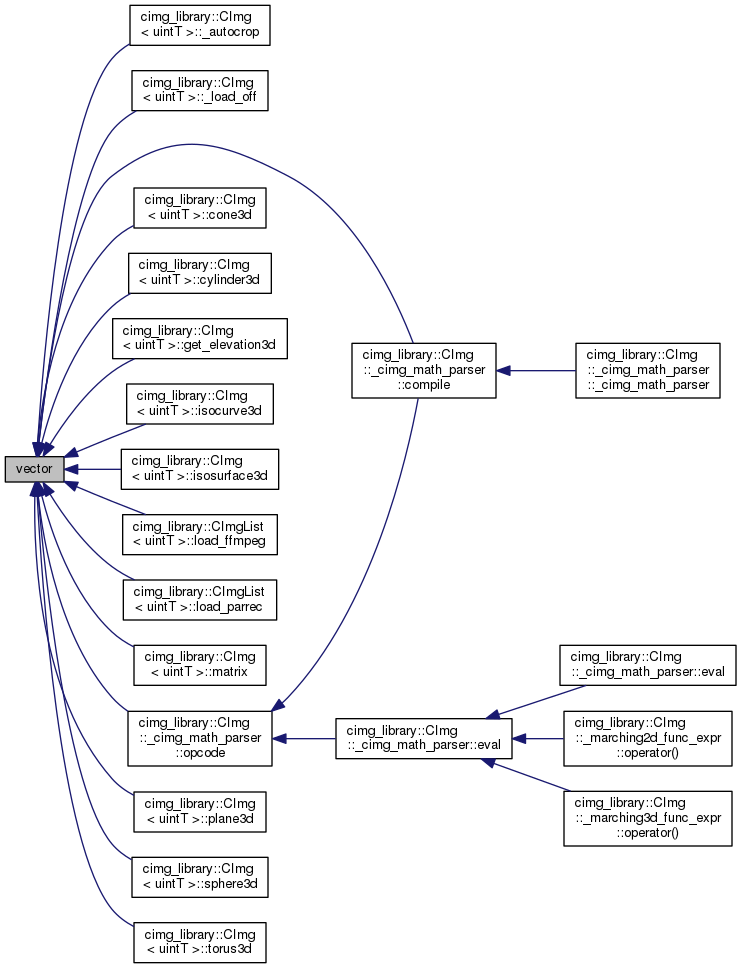 cimg_library::CImg
< uintT >::_autocrop
cimg_library::CImg
< uintT >::_load_off
cimg_library::CImg
< uintT >::cone3d
cimg_library::CImg
< uintT >::cylinder3d
cimg_library::CImg
< uintT >::get_elevation3d
cimg_library::CImg
::_cimg_math_parser
::compile
cimg_library::CImg
::_cimg_math_parser
::_cimg_math_parser
cimg_library::CImg
< uintT >::isocurve3d
vector
cimg_library::CImg
< uintT >::isosurface3d
cimg_library::CImgList
< uintT >::load_ffmpeg
cimg_library::CImgList
< uintT >::load_parrec
cimg_library::CImg
< uintT >::matrix
cimg_library::CImg
::_cimg_math_parser::eval
cimg_library::CImg
::_cimg_math_parser
::opcode
cimg_library::CImg
::_cimg_math_parser::eval
cimg_library::CImg
::_marching2d_func_expr
::operator()
cimg_library::CImg
< uintT >::plane3d
cimg_library::CImg
::_marching3d_func_expr
::operator()
cimg_library::CImg
< uintT >::sphere3d
cimg_library::CImg
< uintT >::torus3d